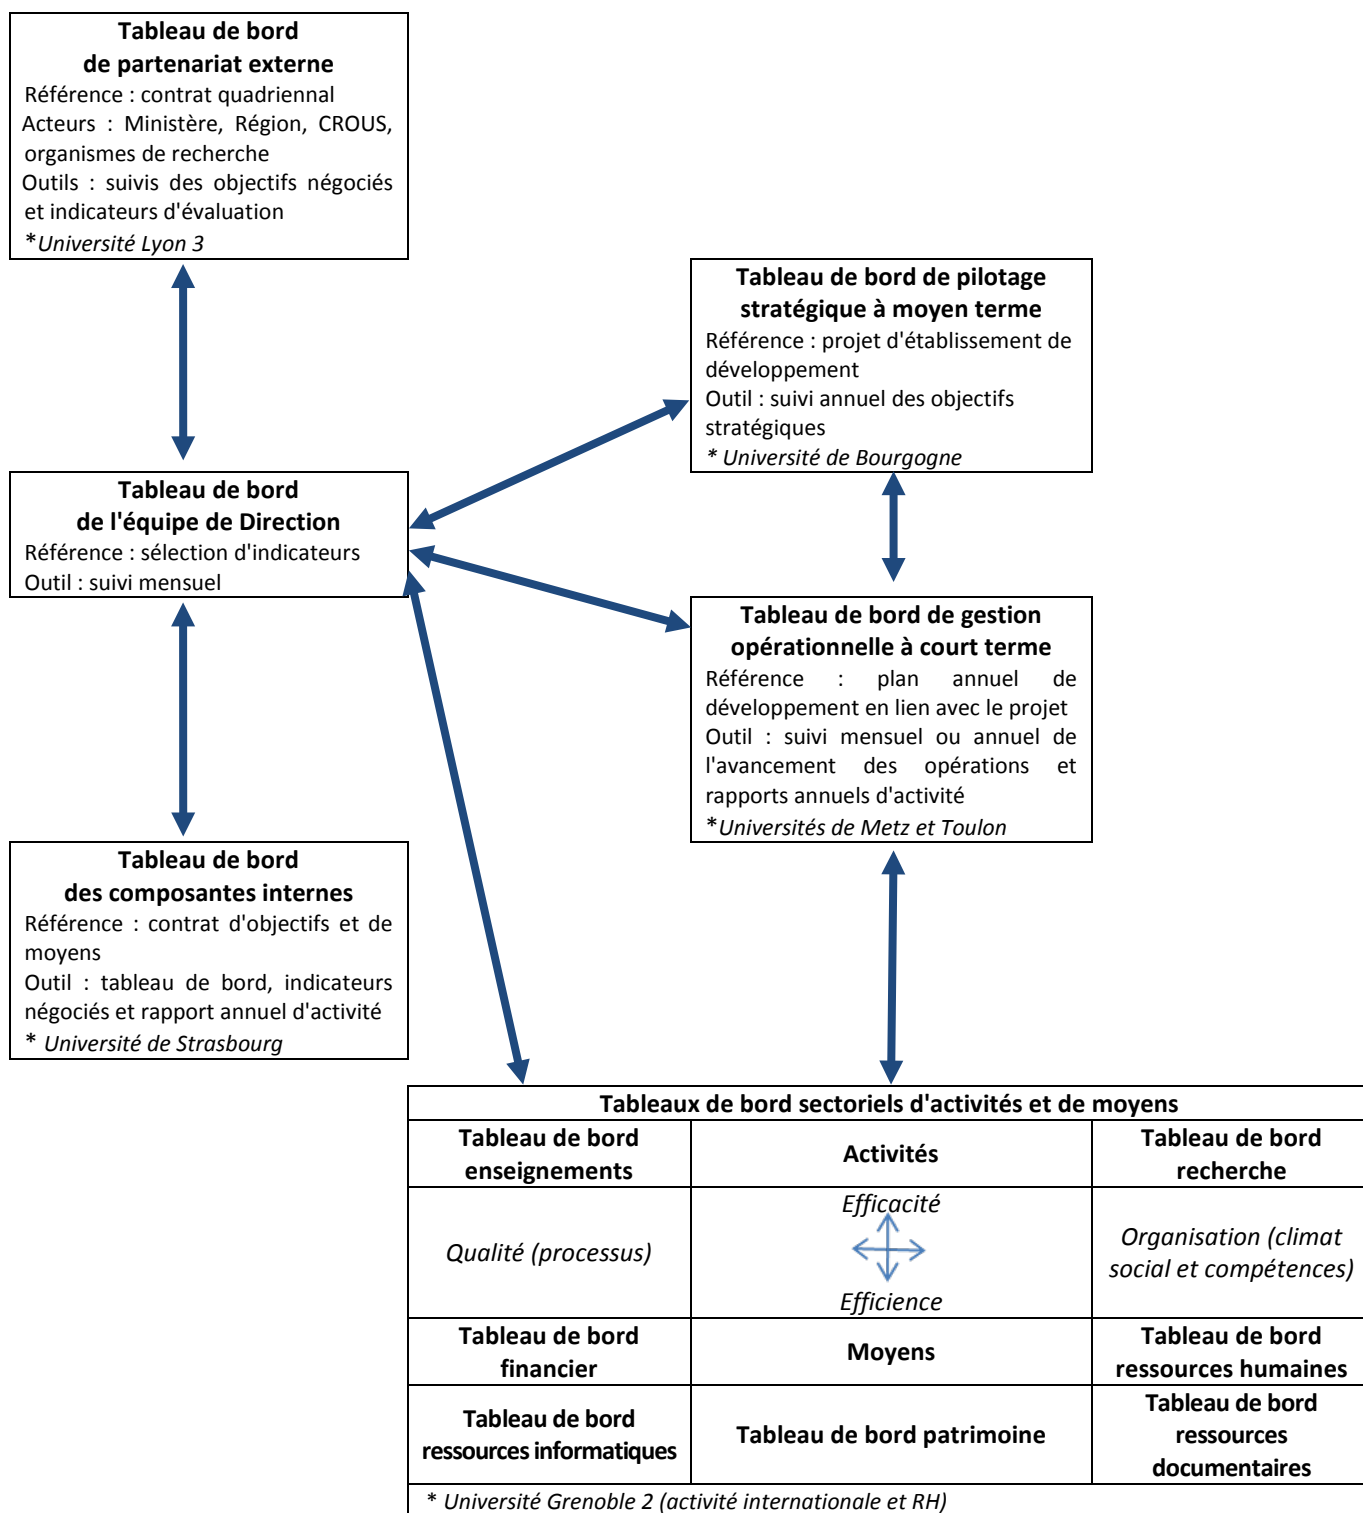 Tableau de bord
de partenariat externe
Référence : contrat quadriennal
Acteurs : Ministère, Région, CROUS,
organismes de recherche
Outils : suivis des objectifs négociés
et indicateurs d'évaluation
*Université Lyon 3
Tableau de bord de pilotage
stratégique à moyen terme
Référence : projet d'établissement de
développement
Outil : suivi annuel des objectifs
stratégiques
* Université de Bourgogne
Tableau de bord
de l'équipe de Direction
Référence : sélection d'indicateurs
Outil : suivi mensuel
Tableau de bord de gestion
opérationnelle à court terme
Référence : plan annuel de
développement en lien avec le projet
Outil : suivi mensuel ou annuel de
l'avancement des opérations et
rapports annuels d'activité
*Universités de Metz et Toulon
Tableau de bord
des composantes internes
Référence : contrat d'objectifs et de
moyens
Outil : tableau de bord, indicateurs
négociés et rapport annuel d'activité
* Université de Strasbourg
Tableaux de bord sectoriels d'activités et de moyens
Tableau de bord
enseignements
Activités
Tableau de bord
recherche
Qualité (processus)
Efficacité
Efficience
Organisation (climat
social et compétences)
Tableau de bord
financier
Moyens
Tableau de bord
ressources humaines
Tableau de bord
ressources informatiques
Tableau de bord patrimoine
Tableau de bord
ressources
documentaires
* Université Grenoble 2 (activité internationale et RH)